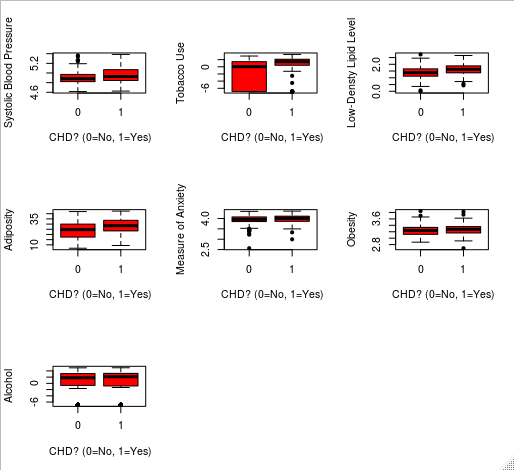 Systolic Blood Pressure
4.6 5.2
0 1
CHD? (0=No, 1=Yes)
Tobacco Use
-6 0
0 1
CHD? (0=No, 1=Yes)
Low-Densty Lipid Level
0.0 2.0
0 1
CHD? (0=No, 1=Yes)
Adiposity
10 35
0 1
CHD? (0=No, 1=Yes)
Measure of Anxiety
2.5 4.0
0 1
CHD? (0=No, 1=Yes)
Obesity
2.8 3.6
0 1
CHD? (0=No, 1=Yes)
Alcohol
-6 0
0 1
CHD? (0=No, 1=Yes)